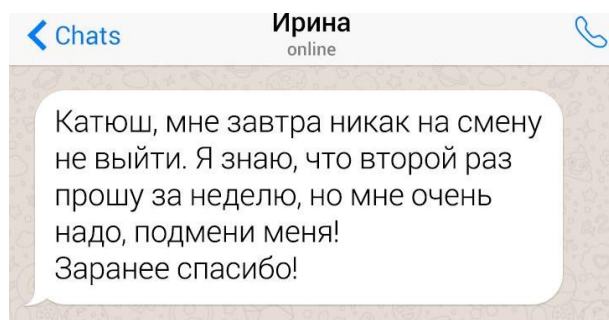 Chats
Ирина
online
Катюш, мне завтра никак на смену
не выйти. Я знаю, что второй раз
прошу за неделю, но мне очень
надо, подмени меня!
Заранее спасибо!